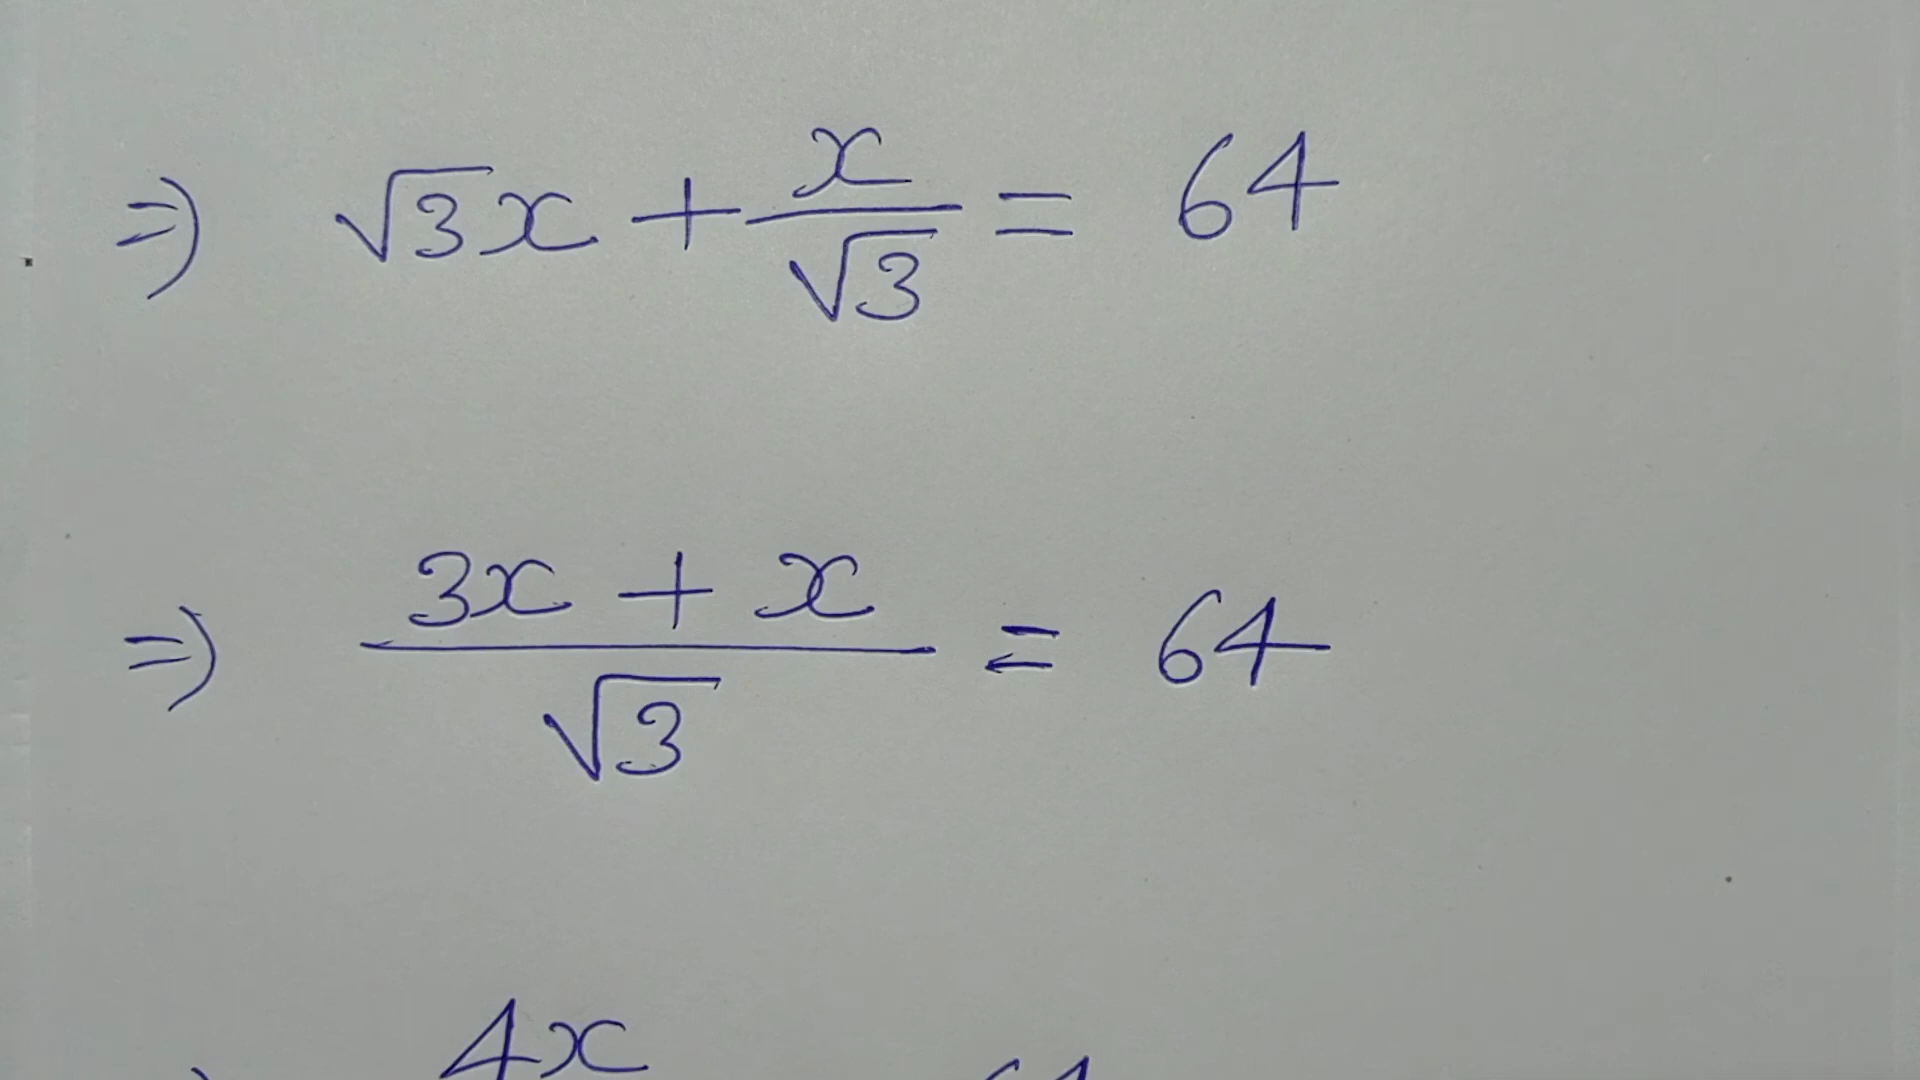 ⇒ √3x + x/√3 = 64
⇒ (3x + x)/√3 = 64
4x